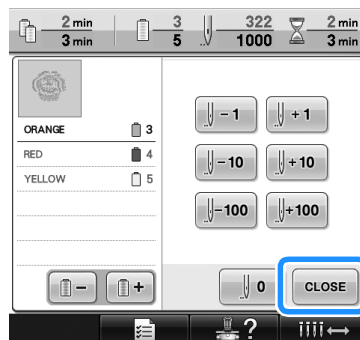 2 min 3 322 2 min
3 min 5 1000 3 min
ORANGE 3
RED 4
YELLOW 5
- 1 + 1
-10 +10
-100 +100
- + 0 CLOSE
?